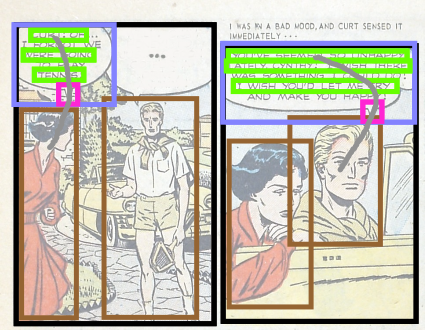 CURT, OH...
I FORGOT WE
WERE GOING
TO PLAY
TENNIS!
...
I WAS IN A BAD MOOD, AND CURT SENSED IT
IMMEDIATELY...
YOU'VE SEEMED SO UNHAPPY
LATELY, CYNTHY. I WISH THERE
WAS SOMETHING I COULD DO!
I WISH YOU'D LET ME TRY
AND MAKE YOU HAPPY